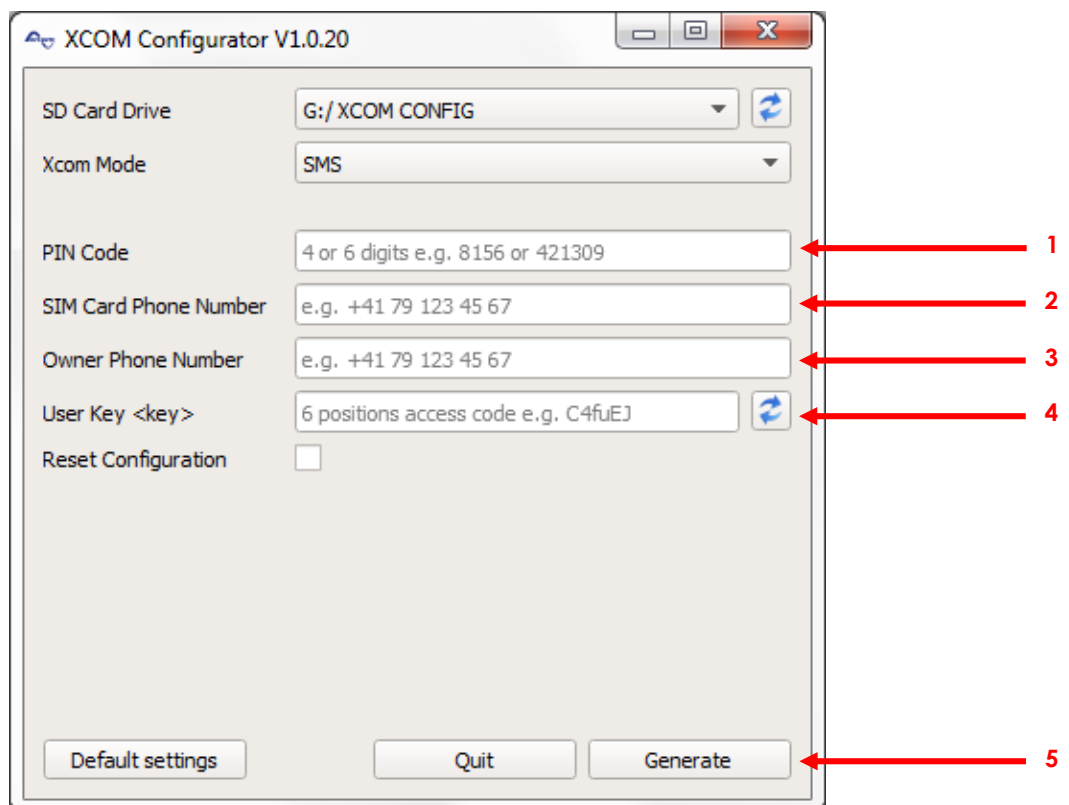 XCOM Configurator V1.0.20
SD Card Drive G:/ XCOM CONFIG
Xcom Mode SMS
PIN Code 4 or 6 digits e.g. 8156 or 421309 1
SIM Card Phone Number e.g. +41 79 123 45 67 2
Owner Phone Number e.g. +41 79 123 45 67 3
User Key <key> 6 positions access code e.g. C4fuEJ 4
Reset Configuration
Default settings Quit Generate 5